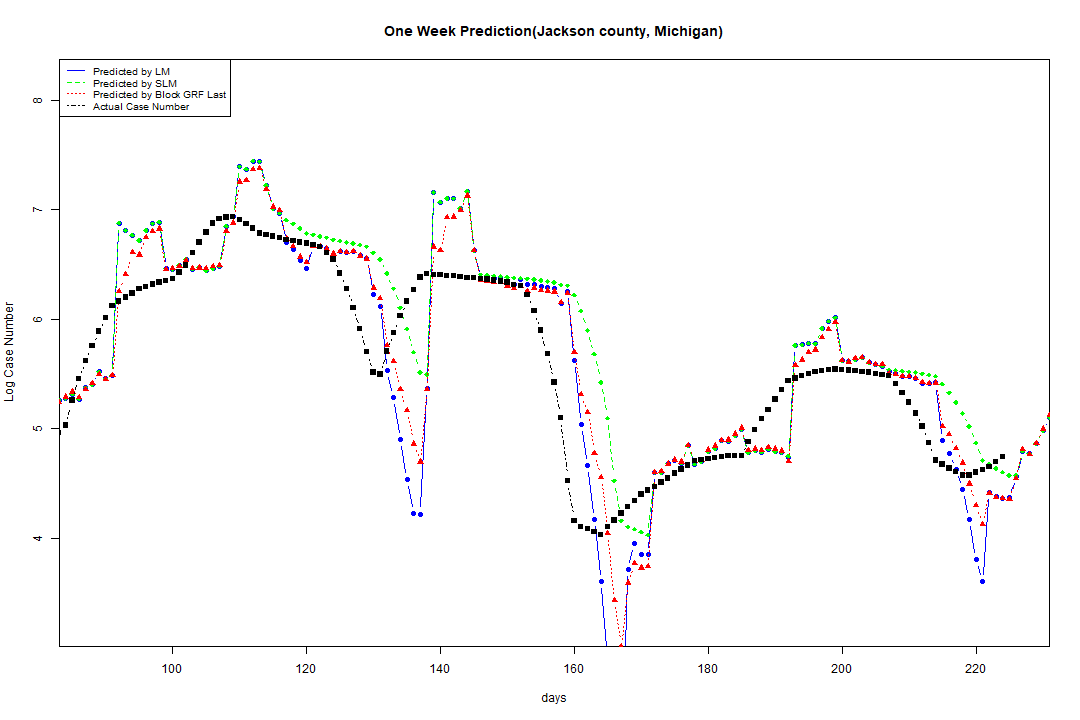 One Week Prediction(Jackson county, Michigan)
Predicted by LM
Predicted by SLM
Predicted by Block GRF Last
Actual Case Number
8
7
6
5
4
Log Case Number
100 120 140 160 180 200 220
days